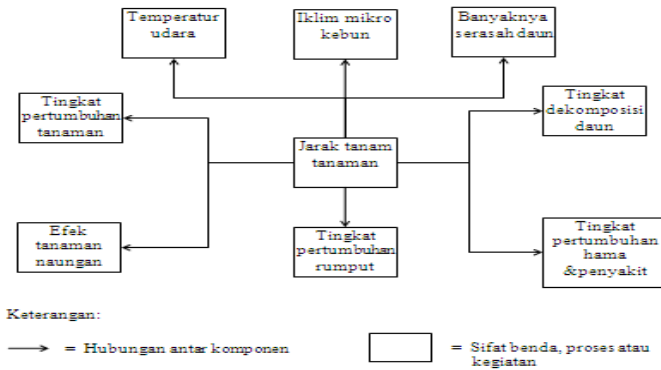 Temperatur
udara
Iklim mikro
kebun
Banyaknya
serasah daun
Tingkat
pertumbuhan
tanaman
Tingkat
dekomposisi
daun
Jarak tanam
tanaman
Efek
tanaman
naungan
Tingkat
pertumbuhan
rumput
Tingkat
pertumbuhan
hama
&penyakit
Keterangan:
= Hubungan antar komponen
= Sifat benda, proses atau
kegiatan